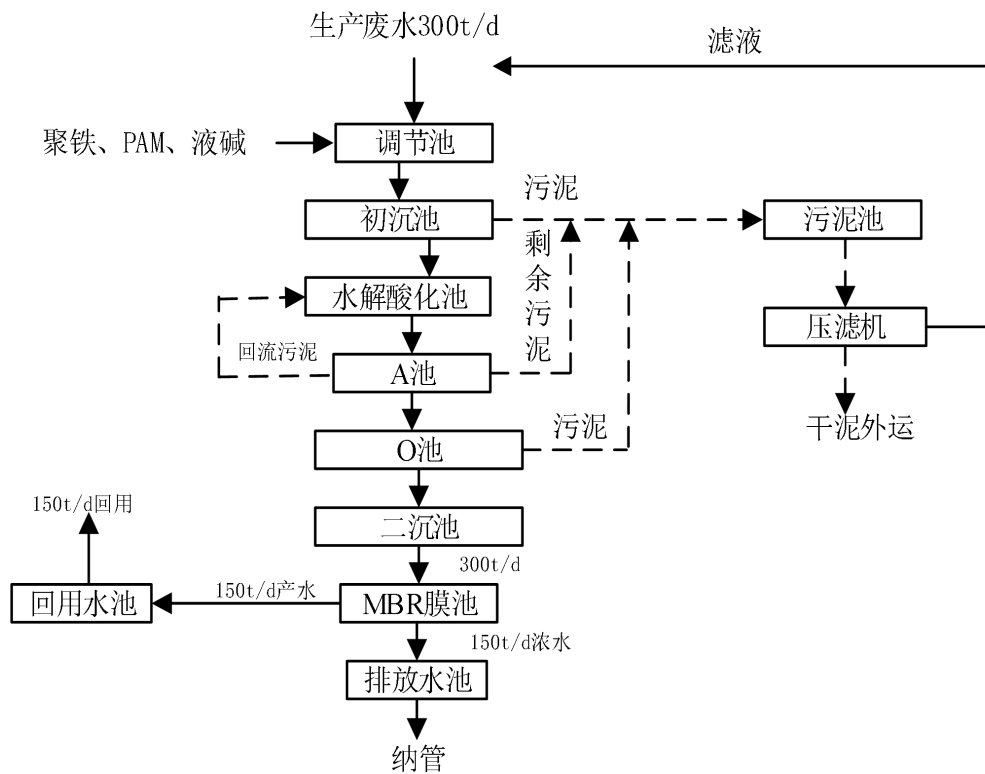 生产废水300t/d
滤液
聚铁、PAM、液碱
调节池
污泥
初沉池
污泥池
剩余污泥
水解酸化池
压滤机
回流污泥
A池
干泥外运
污泥
O池
150t/d回用
二沉池
300t/d
150t/d产水
回用水池
MBR膜池
150t/d浓水
排放水池
纳管